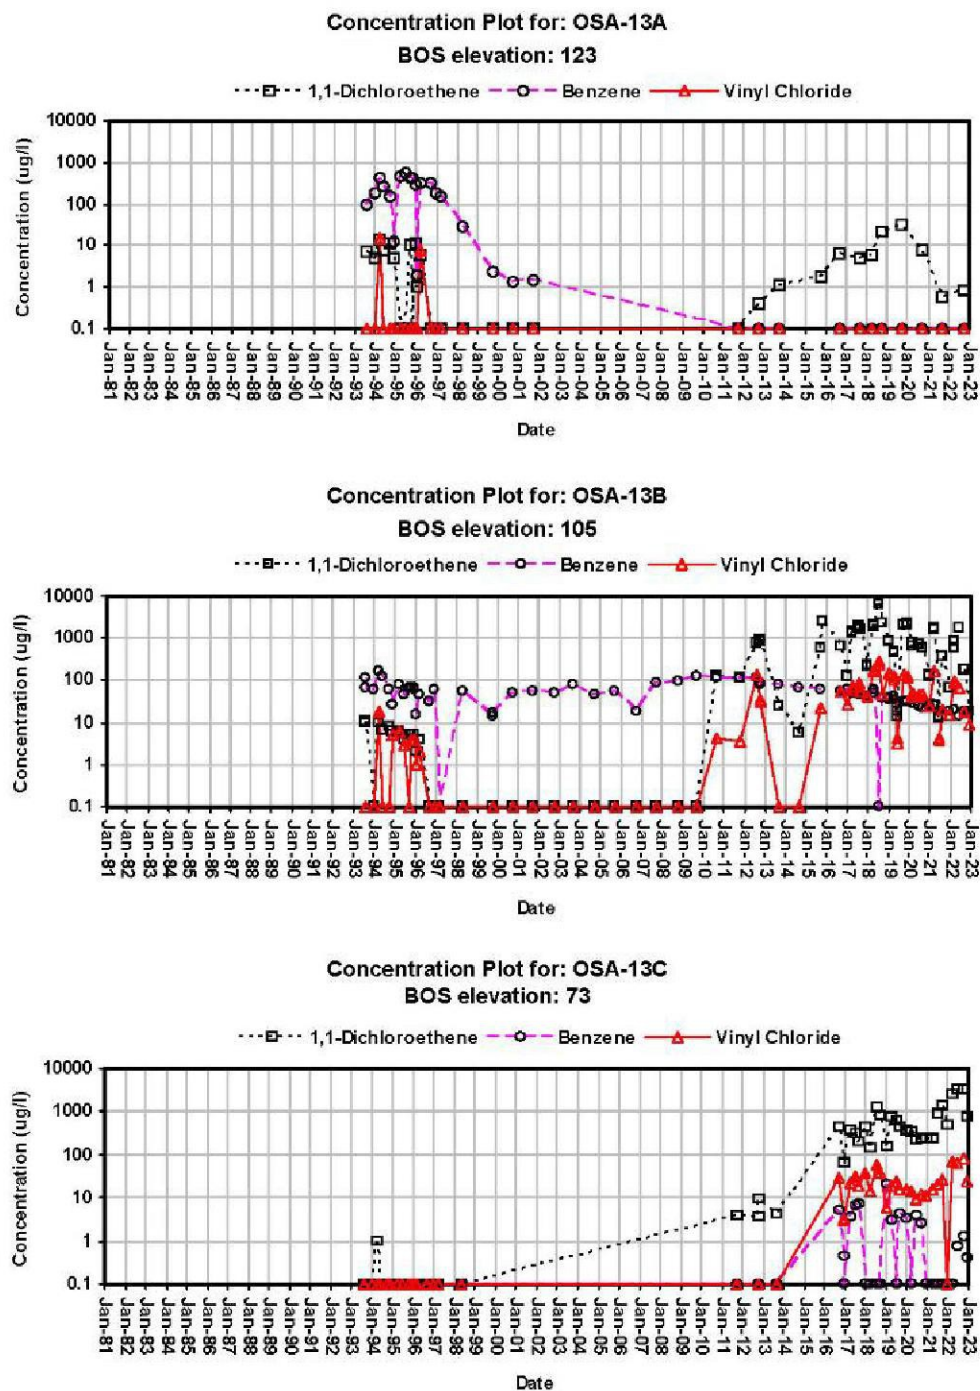 Concentration Plot for: OSA-13A
BOS elevation: 123
1,1-Dichloroethene Benzene Vinyl Chloride
Concentration (ug/l)
10000
1000
100
10
1
0.1
Jan-81 Jan-82 Jan-83 Jan-84 Jan-85 Jan-86 Jan-87 Jan-88 Jan-89 Jan-90 Jan-91 Jan-92 Jan-93 Jan-94 Jan-95 Jan-96 Jan-97 Jan-98 Jan-99 Jan-00 Jan-01 Jan-02 Jan-03 Jan-04 Jan-05 Jan-06 Jan-07 Jan-08 Jan-09 Jan-10 Jan-11 Jan-12 Jan-13 Jan-14 Jan-15 Jan-16 Jan-17 Jan-18 Jan-19 Jan-20 Jan-21 Jan-22 Jan-23
Date
Concentration Plot for: OSA-13B
BOS elevation: 105
1,1-Dichloroethene Benzene Vinyl Chloride
Concentration (ug/l)
10000
1000
100
10
1
0.1
Jan-81 Jan-82 Jan-83 Jan-84 Jan-85 Jan-86 Jan-87 Jan-88 Jan-89 Jan-90 Jan-91 Jan-92 Jan-93 Jan-94 Jan-95 Jan-96 Jan-97 Jan-98 Jan-99 Jan-00 Jan-01 Jan-02 Jan-03 Jan-04 Jan-05 Jan-06 Jan-07 Jan-08 Jan-09 Jan-10 Jan-11 Jan-12 Jan-13 Jan-14 Jan-15 Jan-16 Jan-17 Jan-18 Jan-19 Jan-20 Jan-21 Jan-22 Jan-23
Date
Concentration Plot for: OSA-13C
BOS elevation: 73
1,1-Dichloroethene Benzene Vinyl Chloride
Concentration (ug/l)
10000
1000
100
10
1
0.1
Jan-81 Jan-82 Jan-83 Jan-84 Jan-85 Jan-86 Jan-87 Jan-88 Jan-89 Jan-90 Jan-91 Jan-92 Jan-93 Jan-94 Jan-95 Jan-96 Jan-97 Jan-98 Jan-99 Jan-00 Jan-01 Jan-02 Jan-03 Jan-04 Jan-05 Jan-06 Jan-07 Jan-08 Jan-09 Jan-10 Jan-11 Jan-12 Jan-13 Jan-14 Jan-15 Jan-16 Jan-17 Jan-18 Jan-19 Jan-20 Jan-21 Jan-22 Jan-23
Date